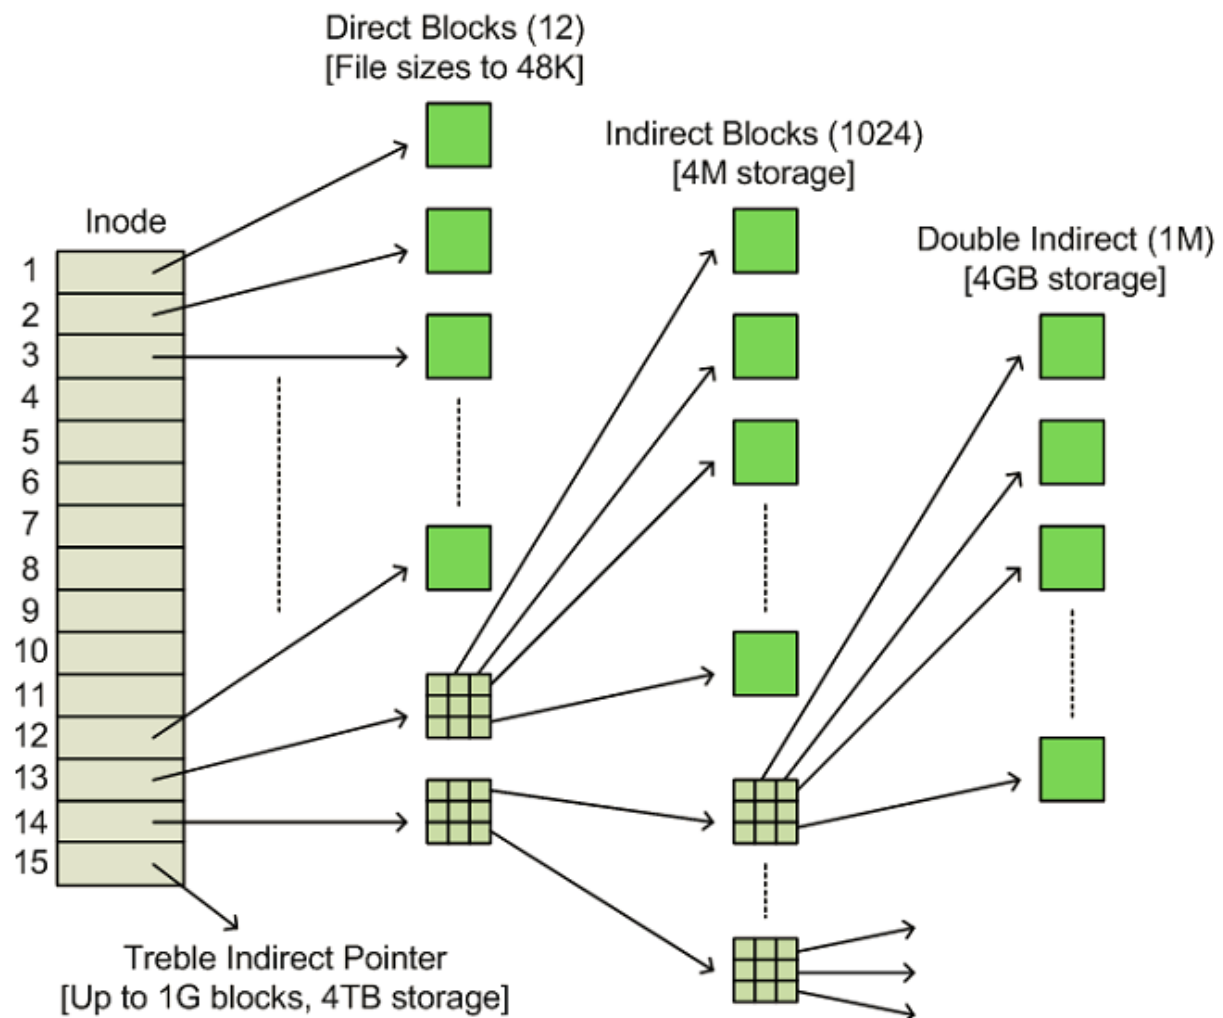 Direct Blocks (12)
[File sizes to 48K]
Indirect Blocks (1024)
[4M storage]
Double Indirect (1M)
[4GB storage]
Inode
1
2
3
4
5
6
7
8
9
10
11
12
13
14
15
Treble Indirect Pointer
[Up to 1G blocks, 4TB storage]